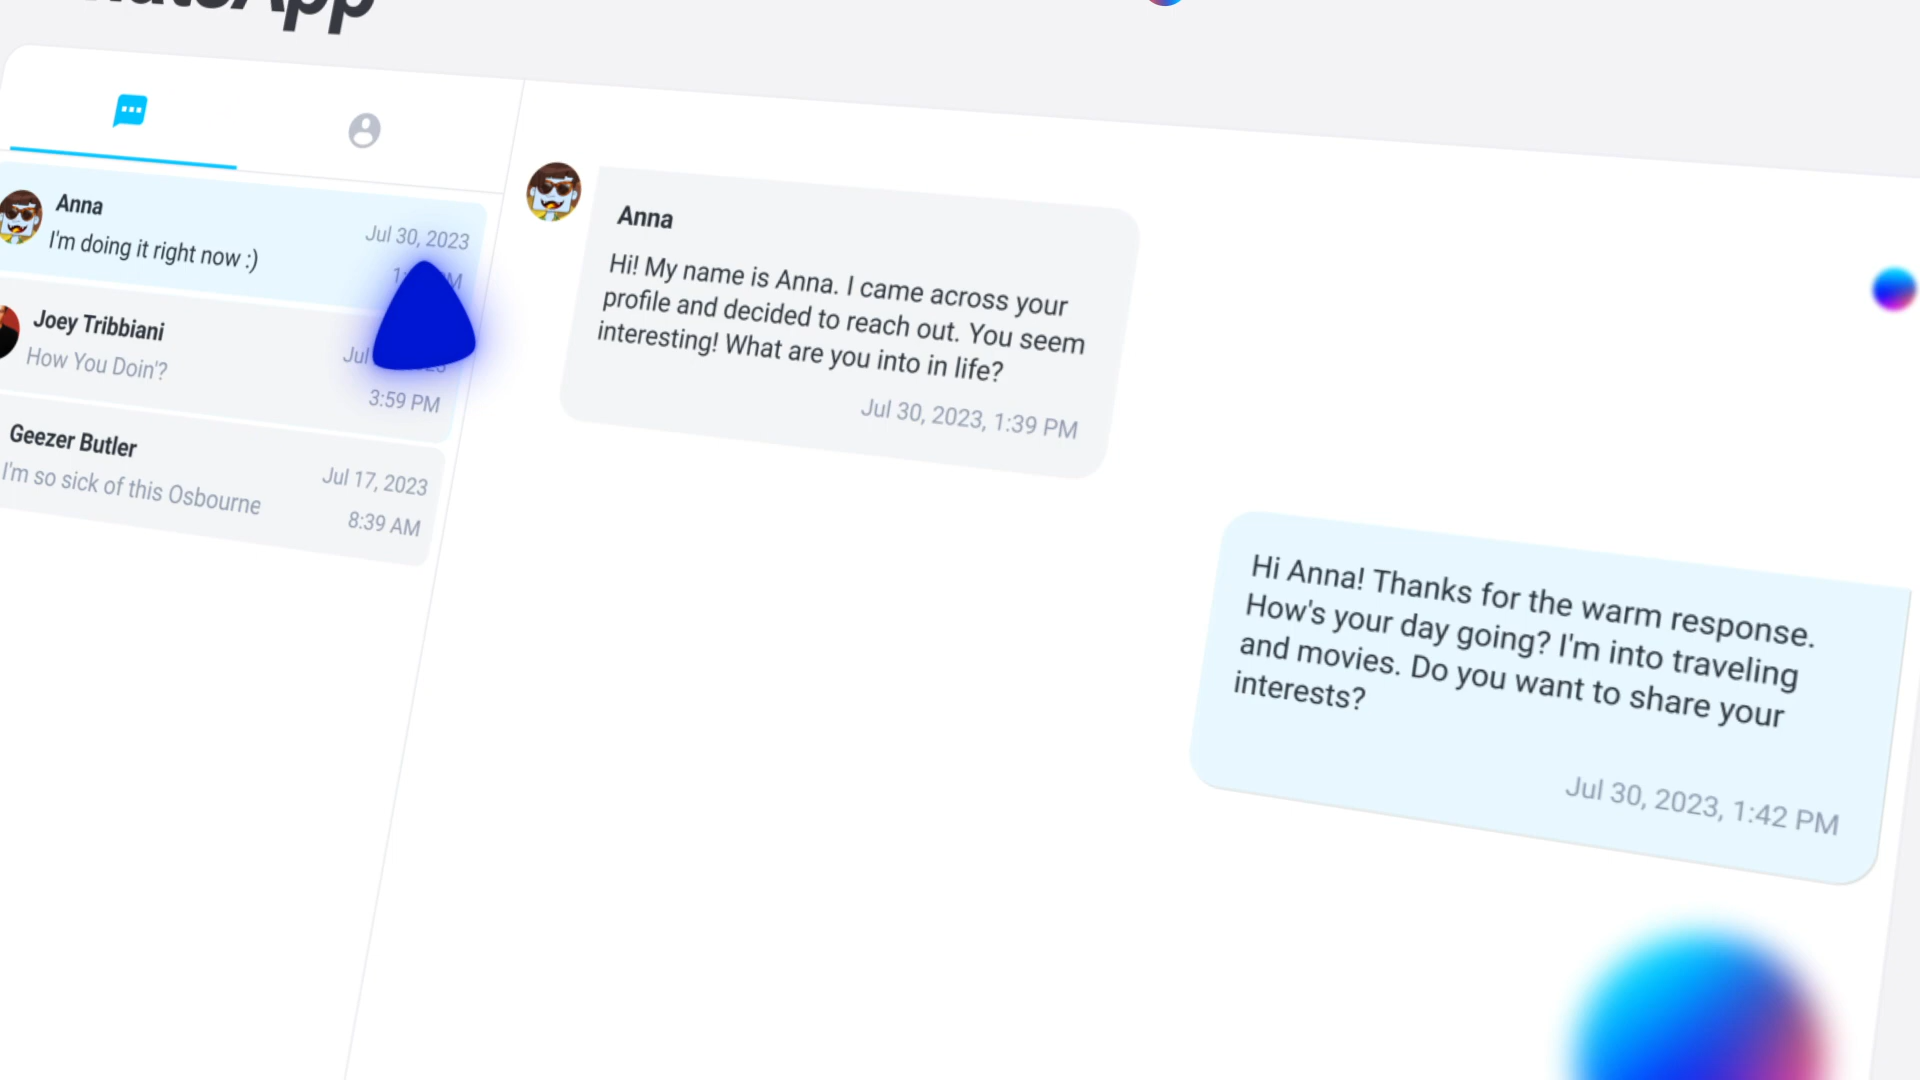 Anna
Jul 30, 2023
I'm doing it right now :)
Joey Tribbiani
How You Doin'?
3:59 PM
Geezer Butler
Jul 17, 2023
I'm so sick of this Osbourne
8:39 AM
Anna
Hi! My name is Anna. I came across your
profile and decided to reach out. You seem
interesting! What are you into in life?
Jul 30, 2023, 1:39 PM
Hi Anna! Thanks for the warm response.
How's your day going? I'm into traveling
and movies. Do you want to share your
interests?
Jul 30, 2023, 1:42 PM